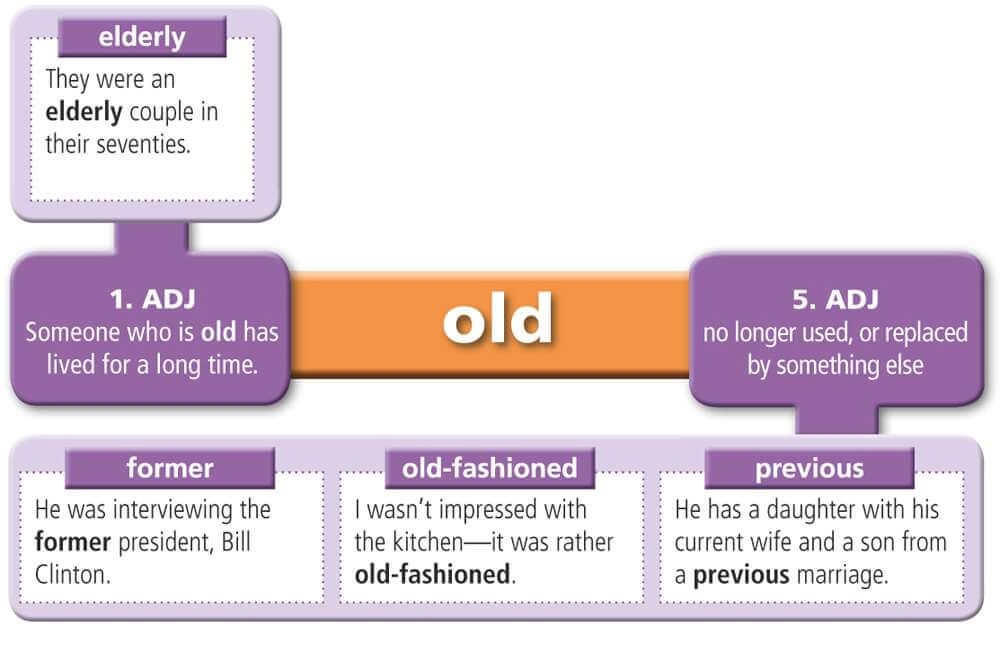 elderly
They were an
elderly couple in
their seventies.
1. ADJ
Someone who is old has
lived for a long time.
old
5. ADJ
no longer used, or replaced
by something else
former
He was interviewing the
former president, Bill
Clinton.
old-fashioned
I wasn’t impressed with
the kitchen—it was rather
old-fashioned.
previous
He has a daughter with his
current wife and a son from
a previous marriage.